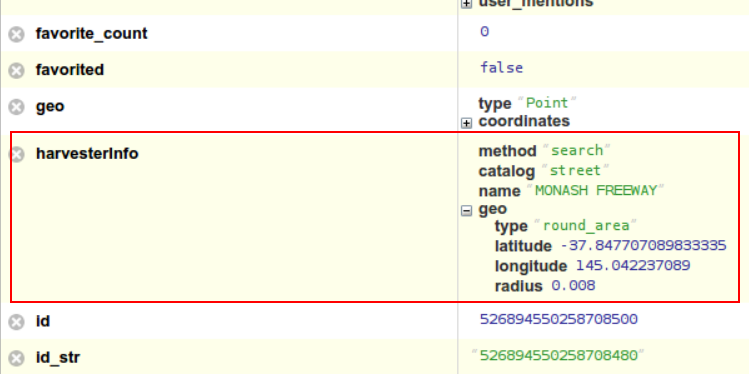 user_mentions
favorite_count 0
favorited false
geo type "Point"
coordinates
harvesterInfo method "search"
catalog "street"
name "MONASH FREEWAY"
geo
type "round_area"
latitude -37.847707089833335
longitude 145.042237089
radius 0.008
id 526894550258708500
id_str "526894550258708480"